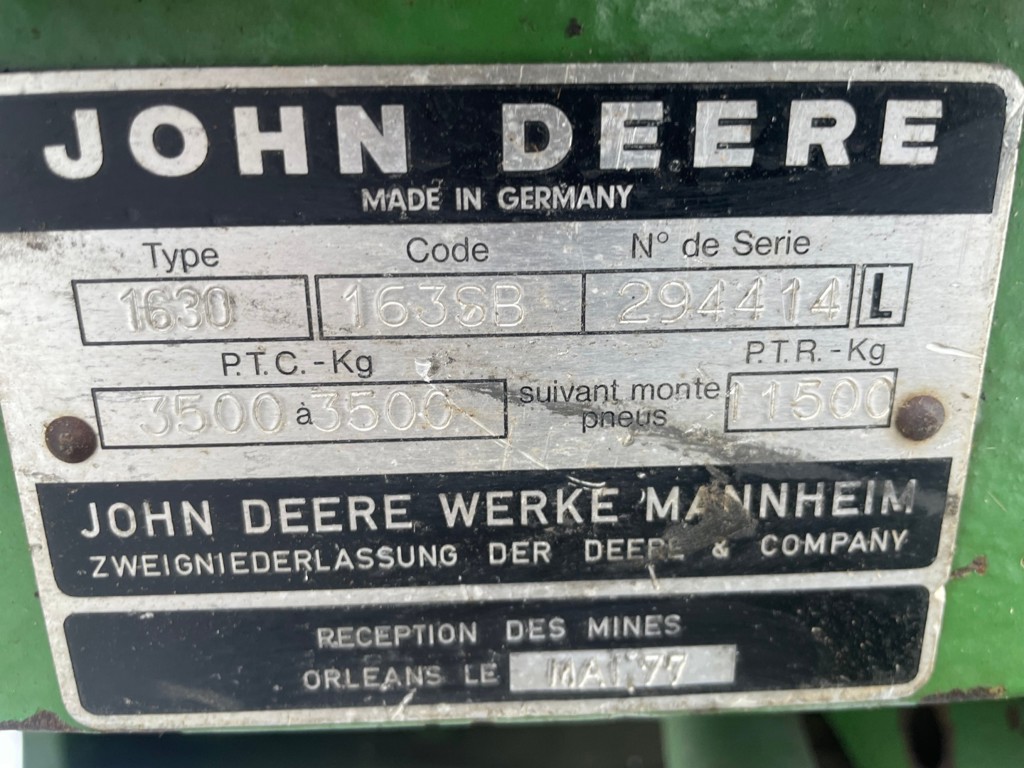 JOHN DEERE
MADE IN GERMANY
Type Code N° de Serie
1630 163SB 294414 L
P.T.C.-Kg P.T.R.-Kg
3500 à 3500 suivant monte pneus 11500
JOHN DEERE WERKE MANNHEIM
ZWEIGNIEDERLASSUNG DER DEERE & COMPANY
RECEPTION DES MINES
ORLEANS LE MAI 77